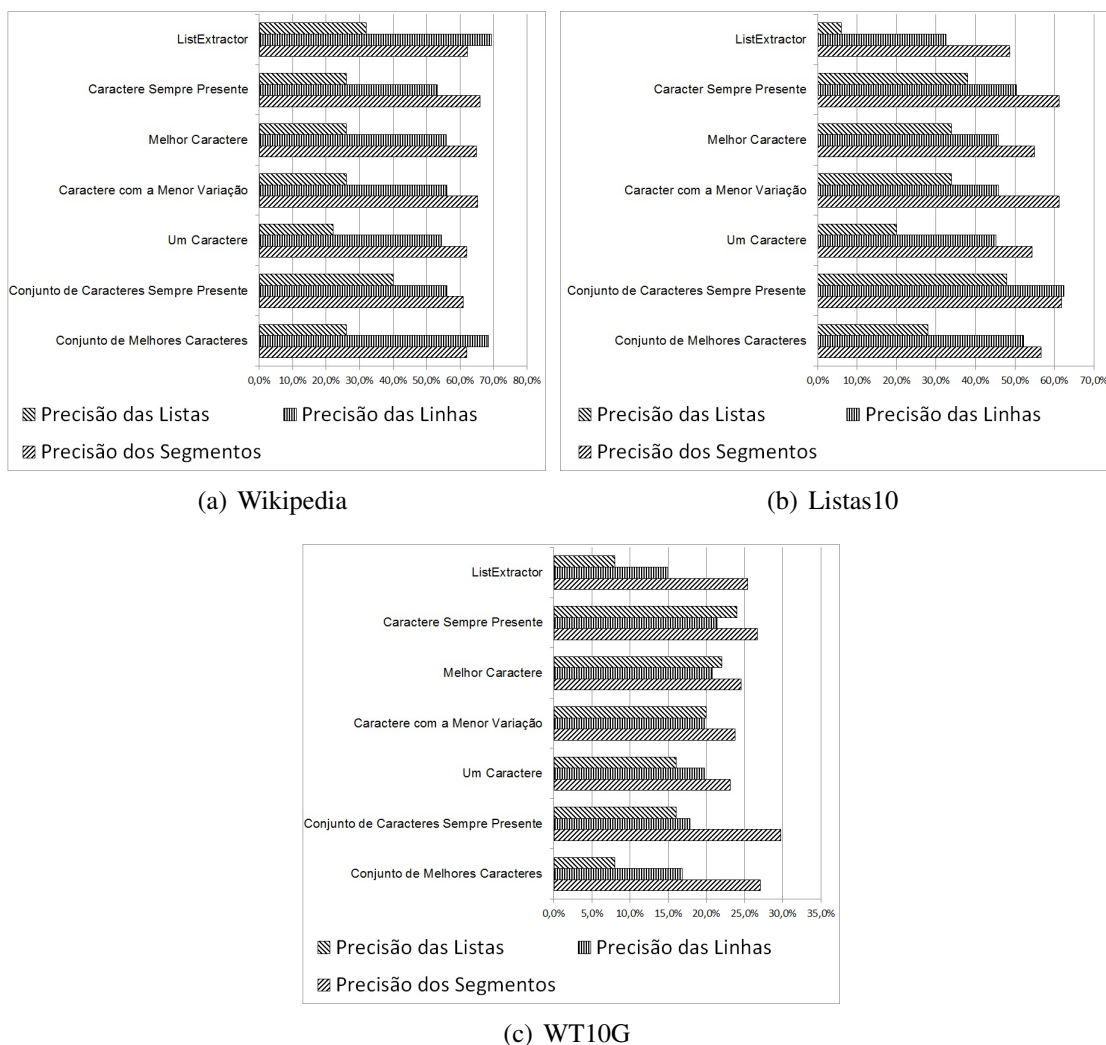 ListExtractor
Caractere Sempre Presente
Melhor Caractere
Caractere com a Menor Variação
Um Caractere
Conjunto de Caracteres Sempre Presente
Conjunto de Melhores Caracteres
0,0% 10,0% 20,0% 30,0% 40,0% 50,0% 60,0% 70,0% 80,0%
Precisão das Listas Precisão das Linhas
Precisão dos Segmentos
(a) Wikipedia
ListExtractor
Caracter Sempre Presente
Melhor Caractere
Caracter com a Menor Variação
Um Caractere
Conjunto de Caracteres Sempre Presente
Conjunto de Melhores Caracteres
0,0% 10,0% 20,0% 30,0% 40,0% 50,0% 60,0% 70,0%
Precisão das Listas Precisão das Linhas
Precisão dos Segmentos
(b) Listas10
ListExtractor
Caractere Sempre Presente
Melhor Caractere
Caractere com a Menor Variação
Um Caractere
Conjunto de Caracteres Sempre Presente
Conjunto de Melhores Caracteres
0,0% 5,0% 10,0% 15,0% 20,0% 25,0% 30,0% 35,0%
Precisão das Listas Precisão das Linhas
Precisão dos Segmentos
(c) WT10G